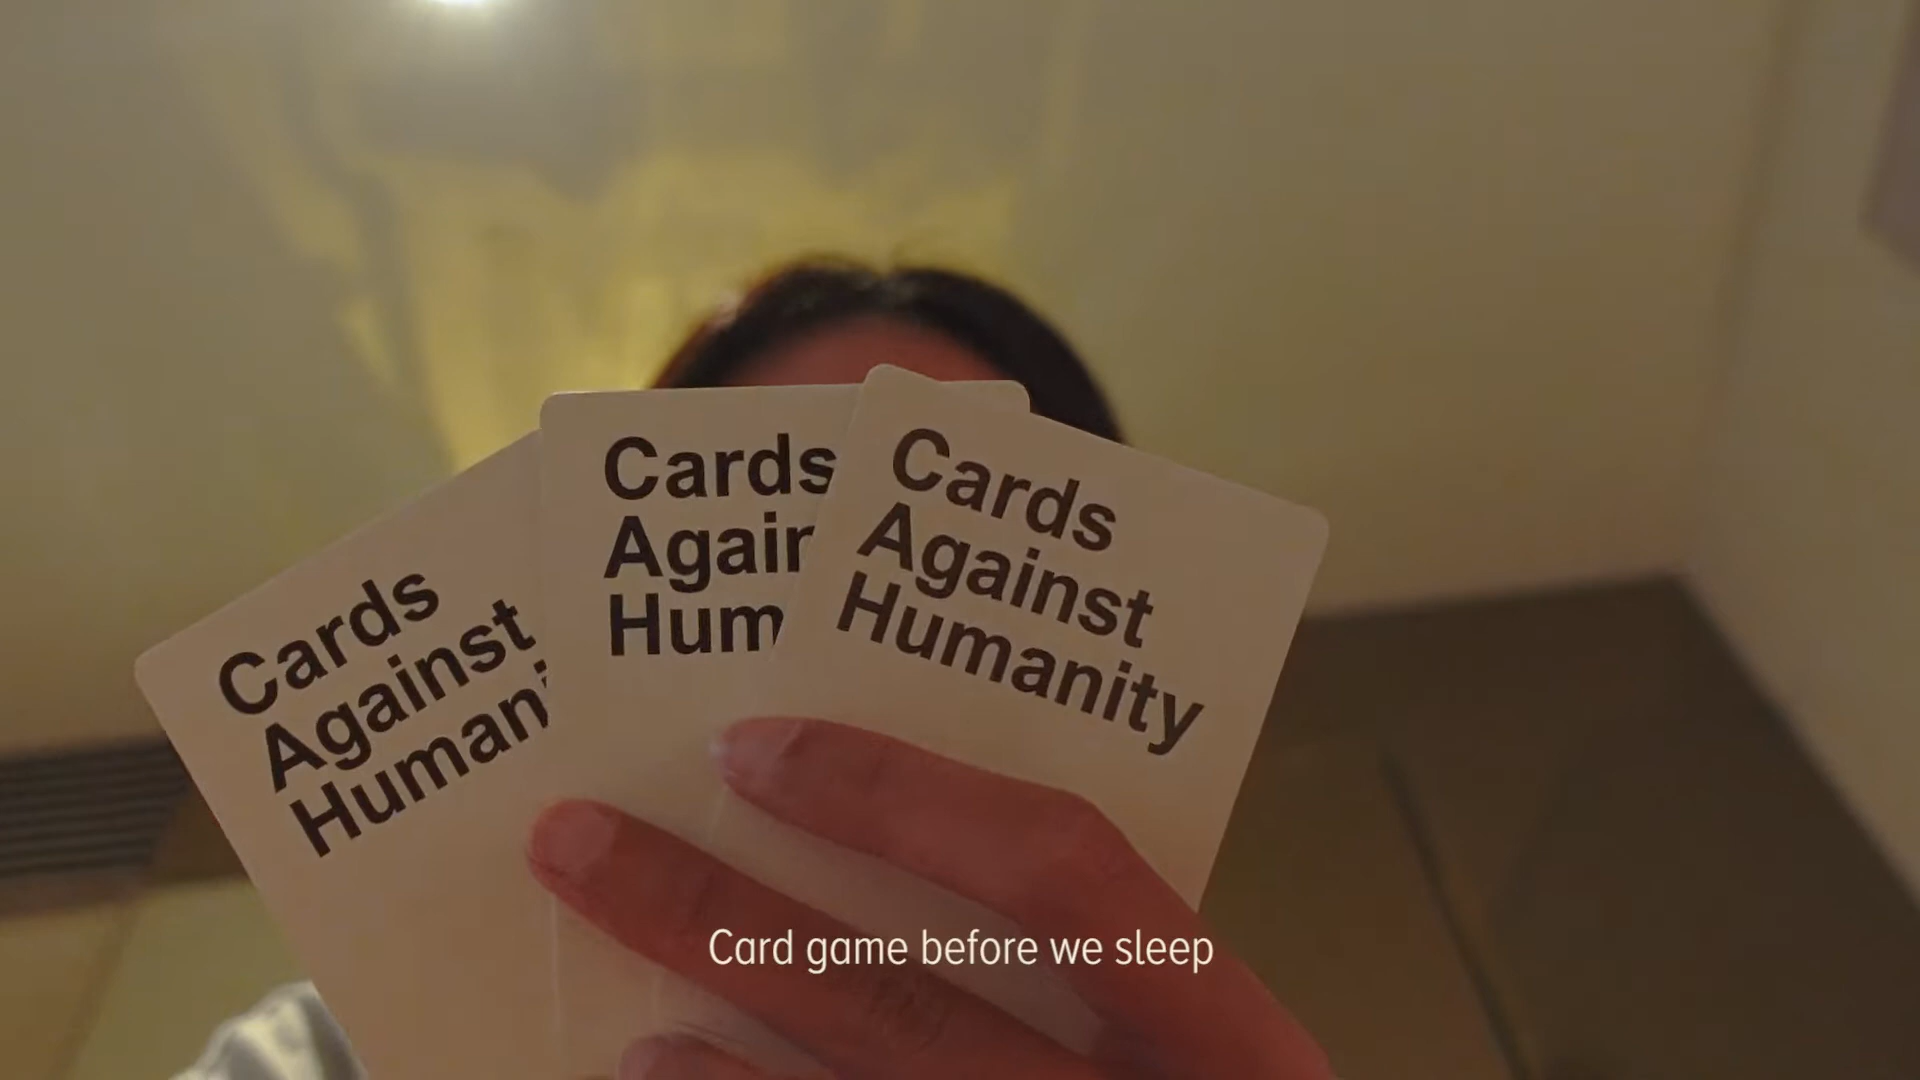 Cards
Against
Humani
Cards
Again
Hum
Cards
Against
Humanity
Card game before we sleep